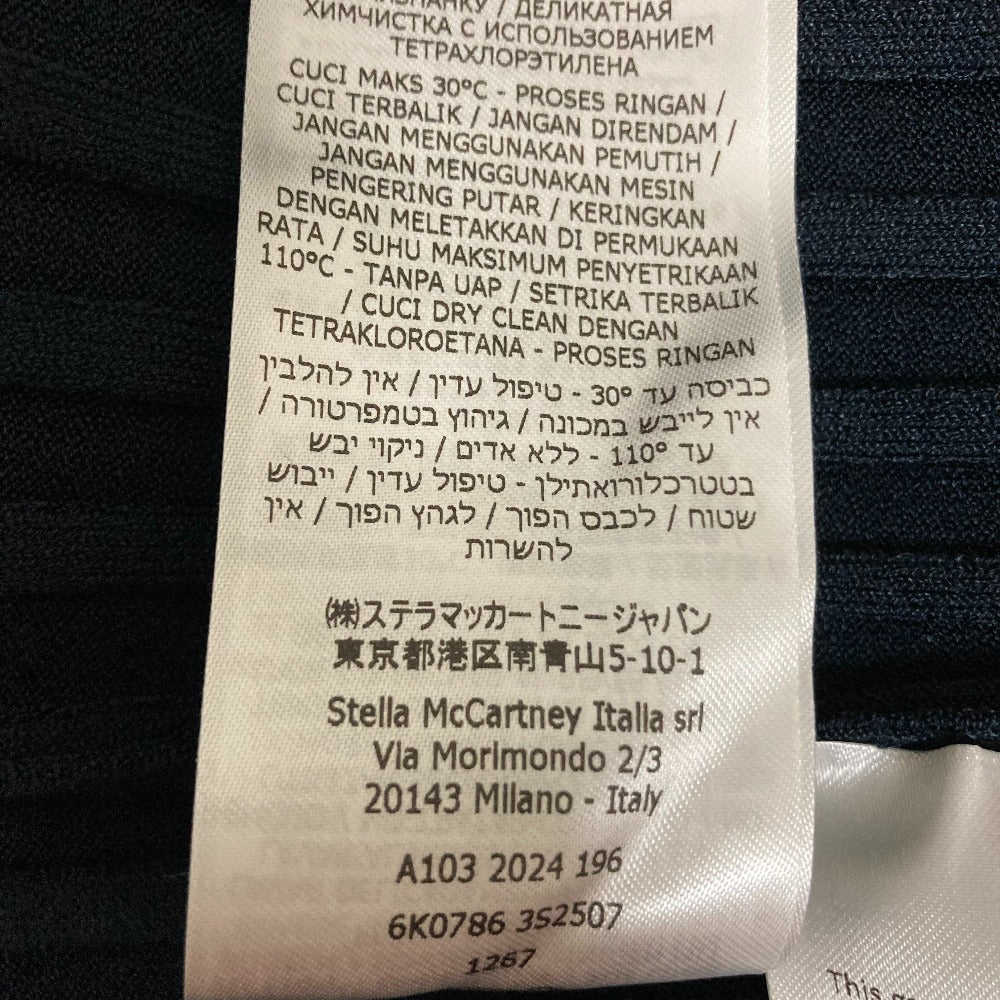 ИЗНАНКУ / ДЕЛИКАТНАЯ
ХИМЧИСТКА С ИСПОЛЬЗОВАНИЕМ
ТЕТРАХЛОРЭТИЛЕНА
CUCI MAKS 30°C - PROSES RINGAN /
CUCI TERBALIK / JANGAN DIRENDAM /
JANGAN MENGGUNAKAN PEMUTIH /
JANGAN MENGGUNAKAN MESIN
PENGERING PUTAR / KERINGKAN
DENGAN MELETAKKAN DI PERMUKAAN
RATA / SUHU MAKSIMUM PENYETRIKAAN
110°C - TANPA UAP / SETRIKA TERBALIK
/ CUCI DRY CLEAN DENGAN
TETRAKLOROETANA - PROSES RINGAN
כביסה עד 30° - טיפול עדין / אין להלבין
אין לייבש במכונה / גיהוץ בטמפרטורה /
עד 110° - ללא אדים / ניקוי יבש
בטטרכלורואתילן - טיפול עדין / ייבוש
שטוח / לכבס הפוך / לגהץ הפוך / אין
להשרות
㈱ステラマッカートニージャパン
東京都港区南青山5-10-1
Stella McCartney Italia srl
Via Morimondo 2/3
20143 Milano - Italy
A103 2024 196
6K0786 3S2507
1267
This